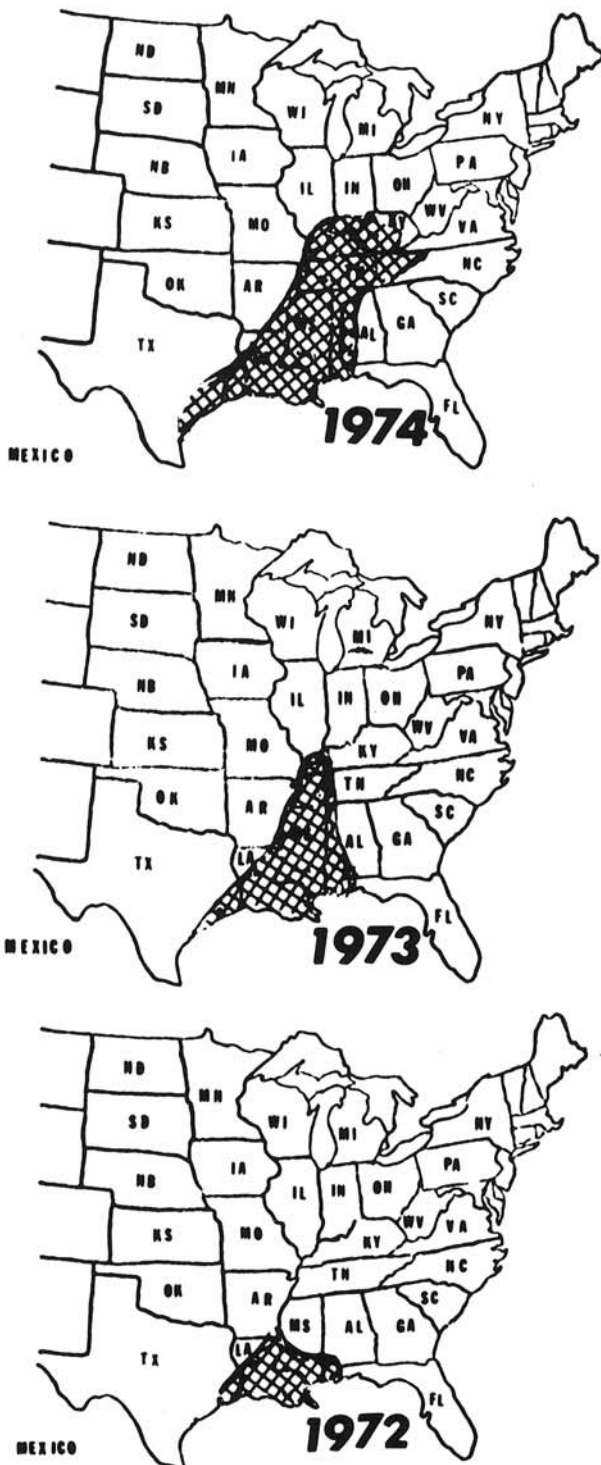 ND
MN
SD
WI
MI
NY
NB
IA
PA
IL
IN
OH
WV
VA
KS
MO
KY
NC
OK
AR
SC
TX
AL
GA
FL
1974
MEXICO
ND
MN
SD
WI
MI
NY
NB
IA
PA
IL
IN
OH
WV
VA
KS
MO
KY
NC
OK
AR
TN
SC
TX
LA
AL
GA
FL
1973
MEXICO
ND
MN
SD
WI
MI
NY
NB
IA
PA
IL
IN
OH
WV
VA
KS
MO
KY
NC
TN
OK
AR
SC
MS
AL
GA
TX
LA
FL
1972
MEXICO